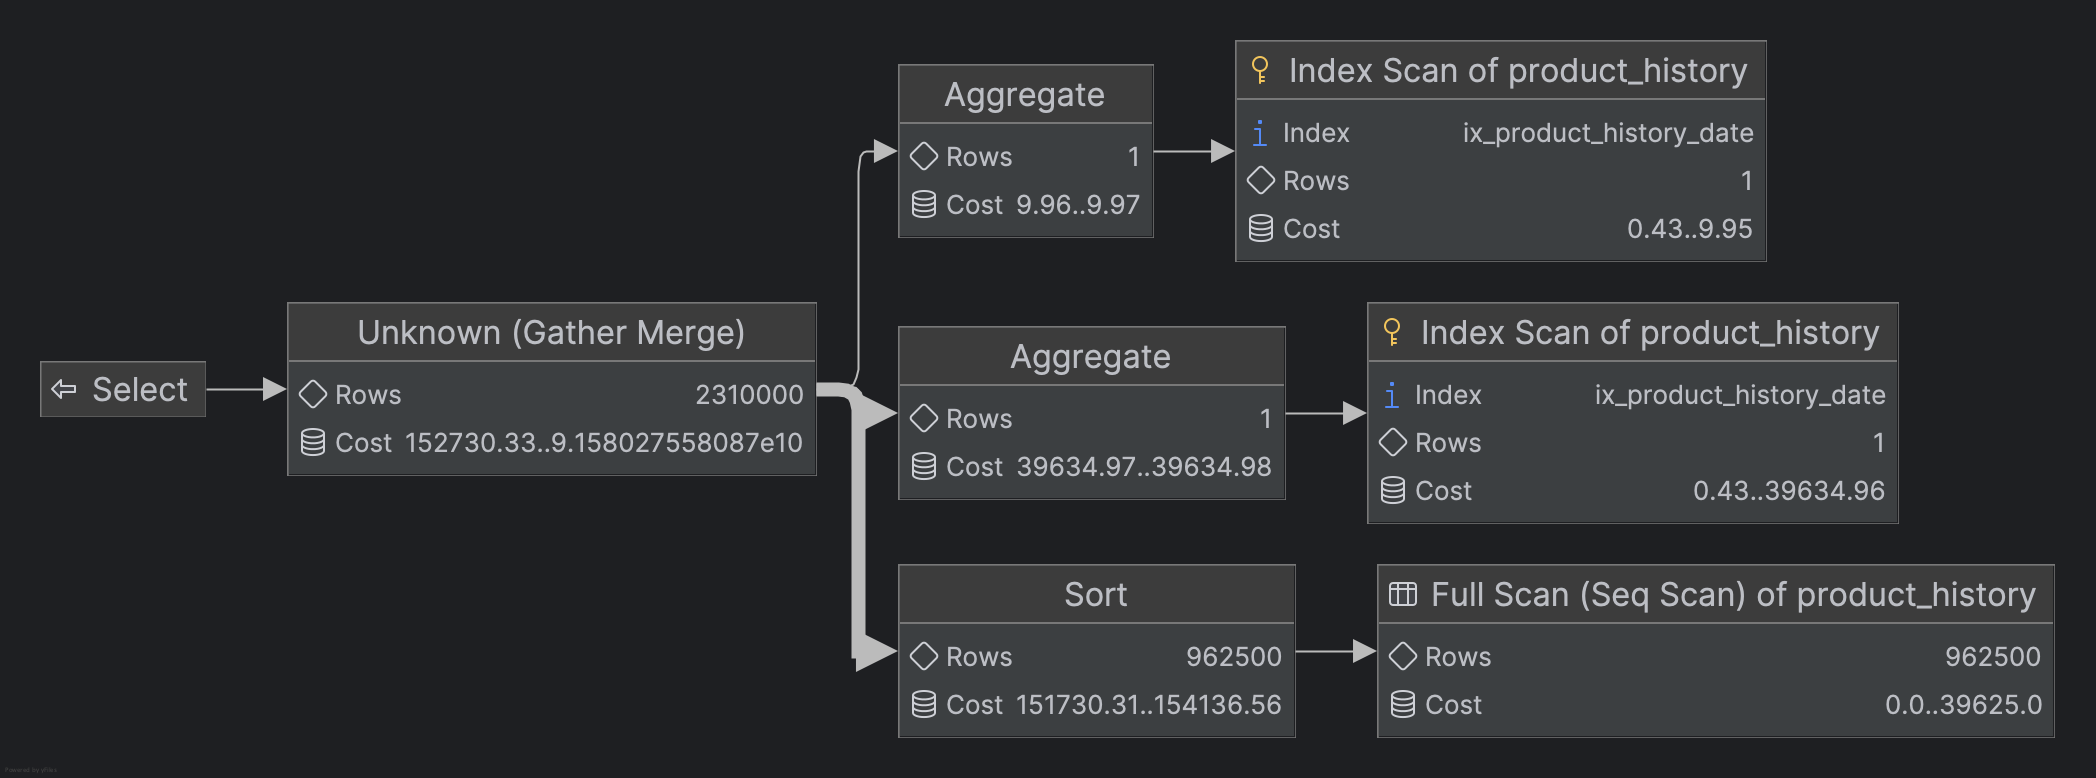 Select
Unknown (Gather Merge)
Rows 2310000
Cost 152730.33..9.158027558087e10
Aggregate
Rows 1
Cost 9.96..9.97
Index Scan of product_history
Index ix_product_history_date
Rows 1
Cost 0.43..9.95
Aggregate
Rows 1
Cost 39634.97..39634.98
Index Scan of product_history
Index ix_product_history_date
Rows 1
Cost 0.43..39634.96
Sort
Rows 962500
Cost 151730.31..154136.56
Full Scan (Seq Scan) of product_history
Rows 962500
Cost 0.0..39625.0
Powered by yFiles